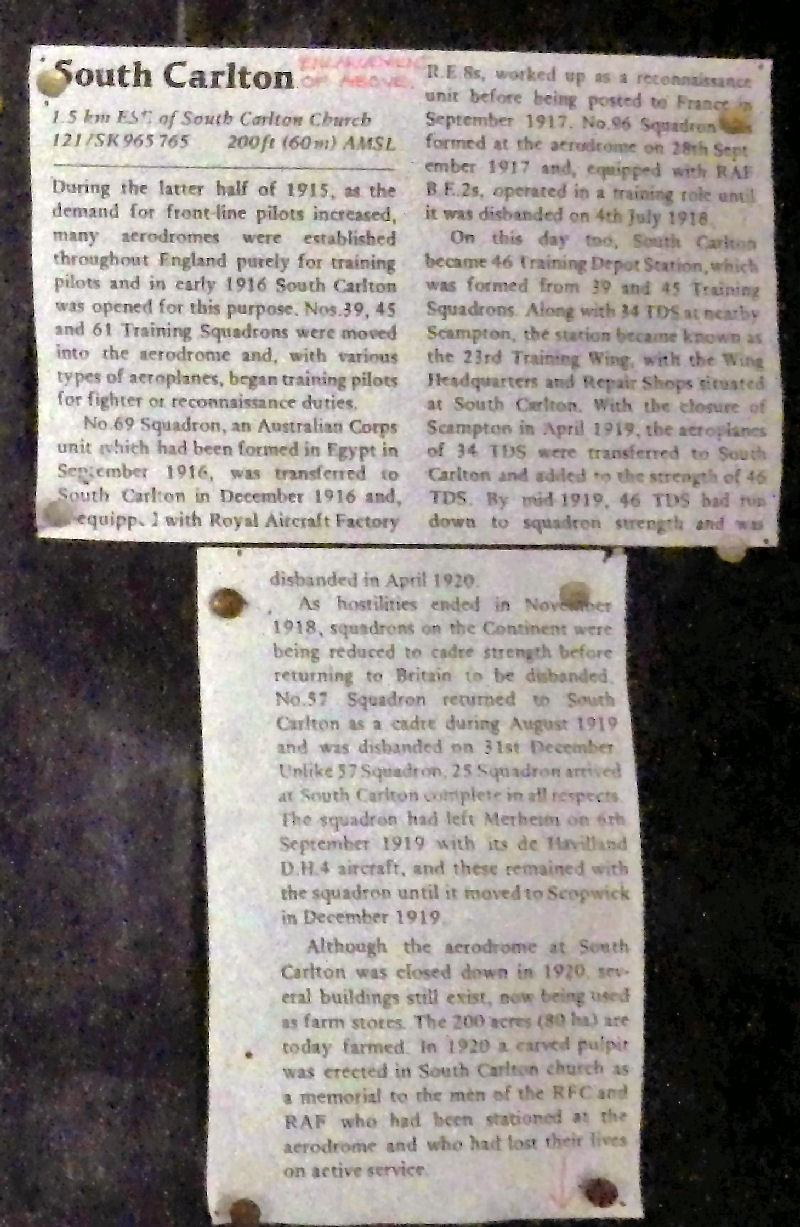 South Carlton
ENLARGEMENT
OF ABOVE.
1.5 km ESE of South Carlton Church
121/SK965765 200ft (60m) AMSL
During the latter half of 1915, as the
demand for front-line pilots increased,
many aerodromes were established
throughout England purely for training
pilots and in early 1916 South Carlton
was opened for this purpose. Nos.39, 45
and 61 Training Squadrons were moved
into the aerodrome and, with various
types of aeroplanes, began training pilots
for fighter or reconnaissance duties.
No.69 Squadron, an Australian Corps
unit which had been formed in Egypt in
September 1916, was transferred to
South Carlton in December 1916 and,
equipped with Royal Aircraft Factory
R.E.8s, worked up as a reconnaissance
unit before being posted to France in
September 1917. No.96 Squadron was
formed at the aerodrome on 28th Sept
ember 1917 and, equipped with RAF
B.E.2s, operated in a training role until
it was disbanded on 4th July 1918.
On this day too, South Carlton
became 46 Training Depot Station, which
was formed from 39 and 45 Training
Squadrons. Along with 34 TDS at nearby
Scampton, the station became known as
the 23rd Training Wing, with the Wing
Headquarters and Repair Shops situated
at South Carlton. With the closure of
Scampton in April 1919, the aeroplanes
of 34 TDS were transferred to South
Carlton and added to the strength of 46
TDS. By mid-1919, 46 TDS had run
down to squadron strength and was
disbanded in April 1920.
As hostilities ended in November
1918, squadrons on the Continent were
being reduced to cadre strength before
returning to Britain to be disbanded.
No.57 Squadron returned to South
Carlton as a cadre during August 1919
and was disbanded on 31st December.
Unlike 57 Squadron, 25 Squadron arrived
at South Carlton complete in all respects.
The squadron had left Merheim on 6th
September 1919 with its de Havilland
D.H.4 aircraft, and these remained with
the squadron until it moved to Scopwick
in December 1919.
Although the aerodrome at South
Carlton was closed down in 1920, sev-
eral buildings still exist, now being used
as farm stores. The 200 acres (80 ha) are
today farmed. In 1920 a carved pulpit
was erected in South Carlton church as
a memorial to the men of the RFC and
RAF who had been stationed at the
aerodrome and who had lost their lives
on active service.